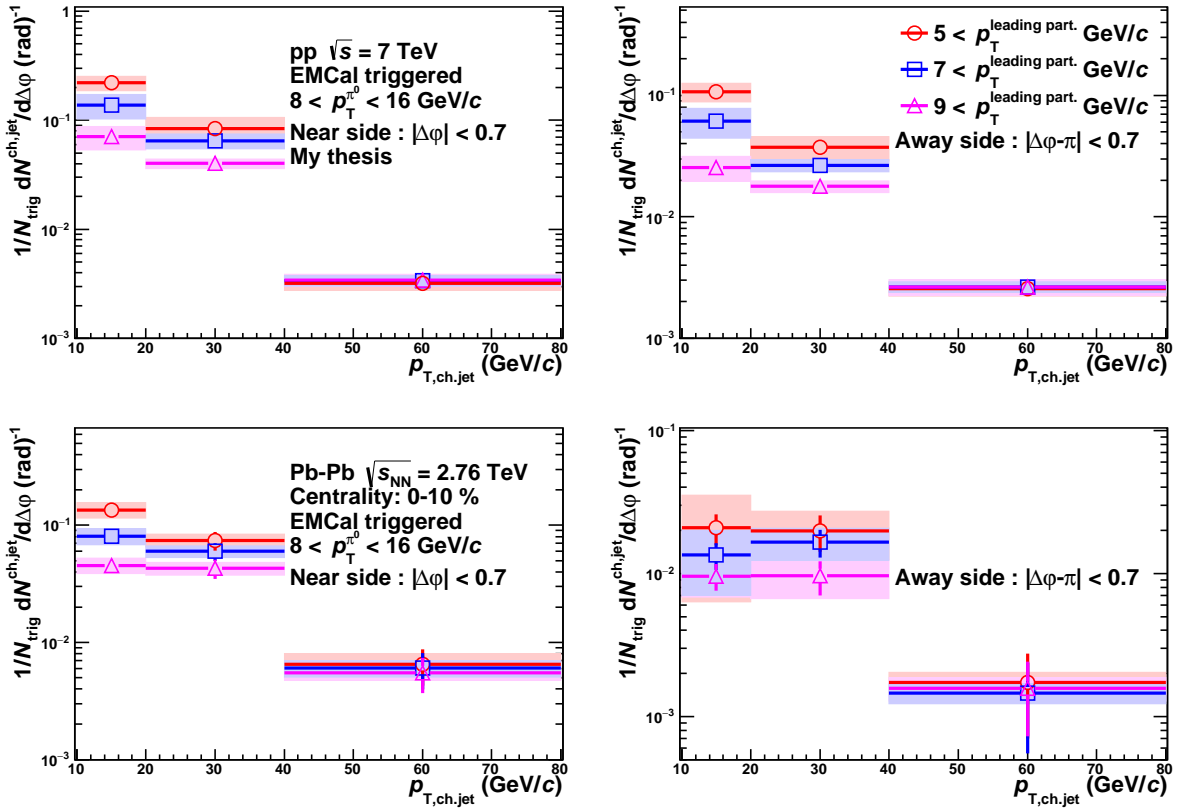 1/N_trig dN^ch,jet/dΔφ (rad)^-1
1
10^−1
10^−2
10^−3
pp √s = 7 TeV
EMCal triggered
8 < p_T^π^0 < 16 GeV/c
Near side : |Δφ| < 0.7
My thesis
10 20 30 40 50 60 70 80
p_T,ch.jet (GeV/c)
1/N_trig dN^ch,jet/dΔφ (rad)^-1
10^−1
10^−2
10^−3
5 < p_T^leading part. GeV/c
7 < p_T^leading part. GeV/c
9 < p_T^leading part. GeV/c
Away side : |Δφ-π| < 0.7
10 20 30 40 50 60 70 80
p_T,ch.jet (GeV/c)
1/N_trig dN^ch,jet/dΔφ (rad)^-1
10^−1
10^−2
10^−3
Pb-Pb √s_NN = 2.76 TeV
Centrality: 0-10 %
EMCal triggered
8 < p_T^π^0 < 16 GeV/c
Near side : |Δφ| < 0.7
10 20 30 40 50 60 70 80
p_T,ch.jet (GeV/c)
1/N_trig dN^ch,jet/dΔφ (rad)^-1
10^−1
10^−2
10^−3
Away side : |Δφ-π| < 0.7
10 20 30 40 50 60 70 80
p_T,ch.jet (GeV/c)